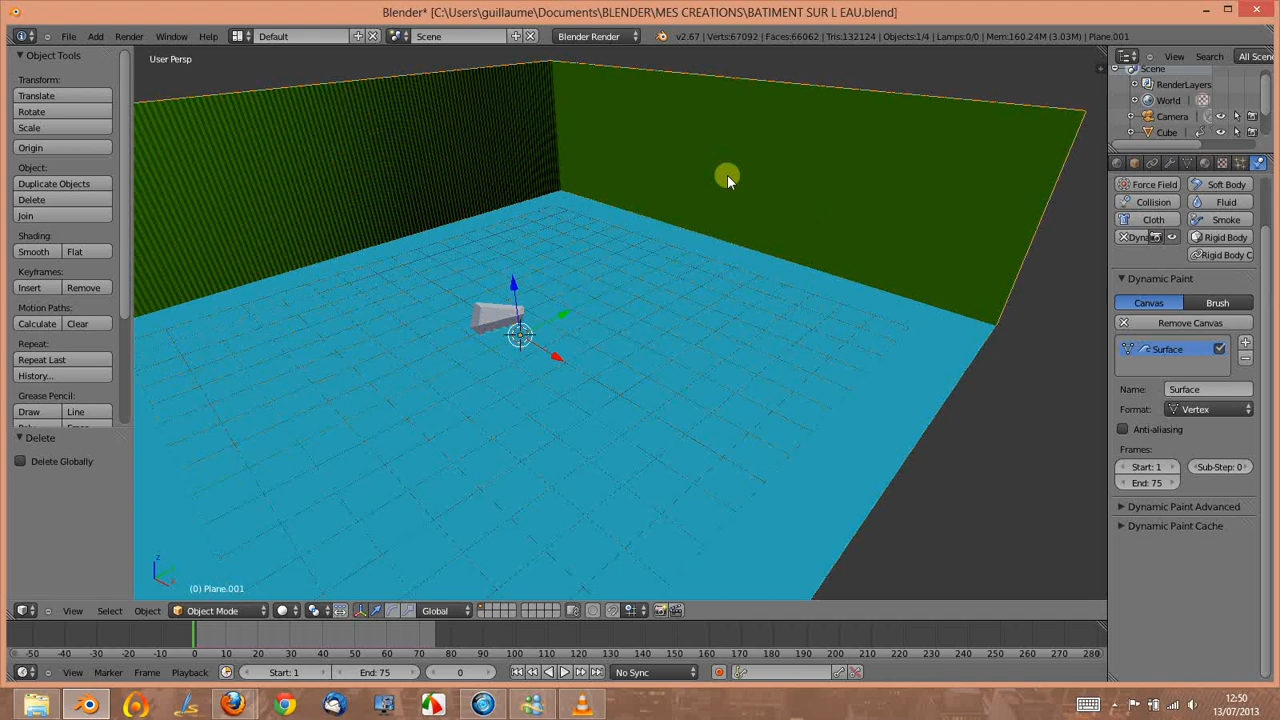 Blender* [C:\Users\guillaume\Documents\BLENDER\MES CREATIONS\BATIMENT SUR L EAU.blend]
File Add Render Window Help Default Scene Blender Render v2.67 | Verts:67092 | Faces:66062 | Tris:132124 | Objects:1/4 | Lamps:0/0 | Mem:160.24M (3.03M) | Plane.001
Object Tools
Transform:
Translate
Rotate
Scale
Origin
Object:
Duplicate Objects
Delete
Join
Shading:
Smooth Flat
Keyframes:
Insert Remove
Motion Paths:
Calculate Clear
Repeat:
Repeat Last
History...
Grease Pencil:
Draw Line
Delete
Delete Globally
User Persp
(0) Plane.001
View Select Object Object Mode Global
View Search All Scen
Scene
RenderLayers
World
Camera
Cube
Force Field Soft Body
Collision Fluid
Cloth Smoke
Dyna Rigid Body
Rigid Body C
Dynamic Paint
Canvas Brush
Remove Canvas
Surface
Name: Surface
Format: Vertex
Anti-aliasing
Frames:
Start: 1 Sub-Step: 0
End: 75
Dynamic Paint Advanced
Dynamic Paint Cache
-50 -40 -30 -20 -10 0 10 20 30 40 50 60 70 80 90 100 110 120 130 140 150 160 170 180 190 200 210 220 230 240 250 260 270 280
View Marker Frame Playback Start: 1 End: 75 0 No Sync
12:50
13/07/2013